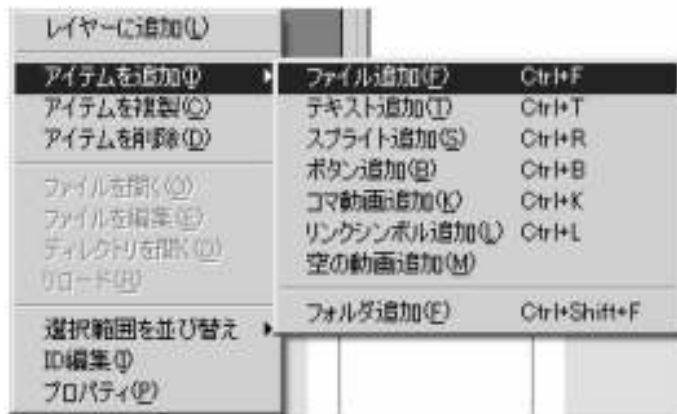 レイヤーに追加(L)
アイテムを追加(I)
アイテムを複製(C)
アイテムを削除(D)
ファイルを開く(O)
ファイルを編集(E)
ディレクトリを開く(D)
リロード(R)
選択範囲を並び替え
ID編集(I)
プロパティ(P)
ファイル追加(F) Ctrl+F
テキスト追加(T) Ctrl+T
スプライト追加(S) Ctrl+R
ボタン追加(B) Ctrl+B
コマ動画追加(K) Ctrl+K
リンクシンボル追加(L) Ctrl+L
空の動画追加(M)
フォルダ追加(F) Ctrl+Shift+F